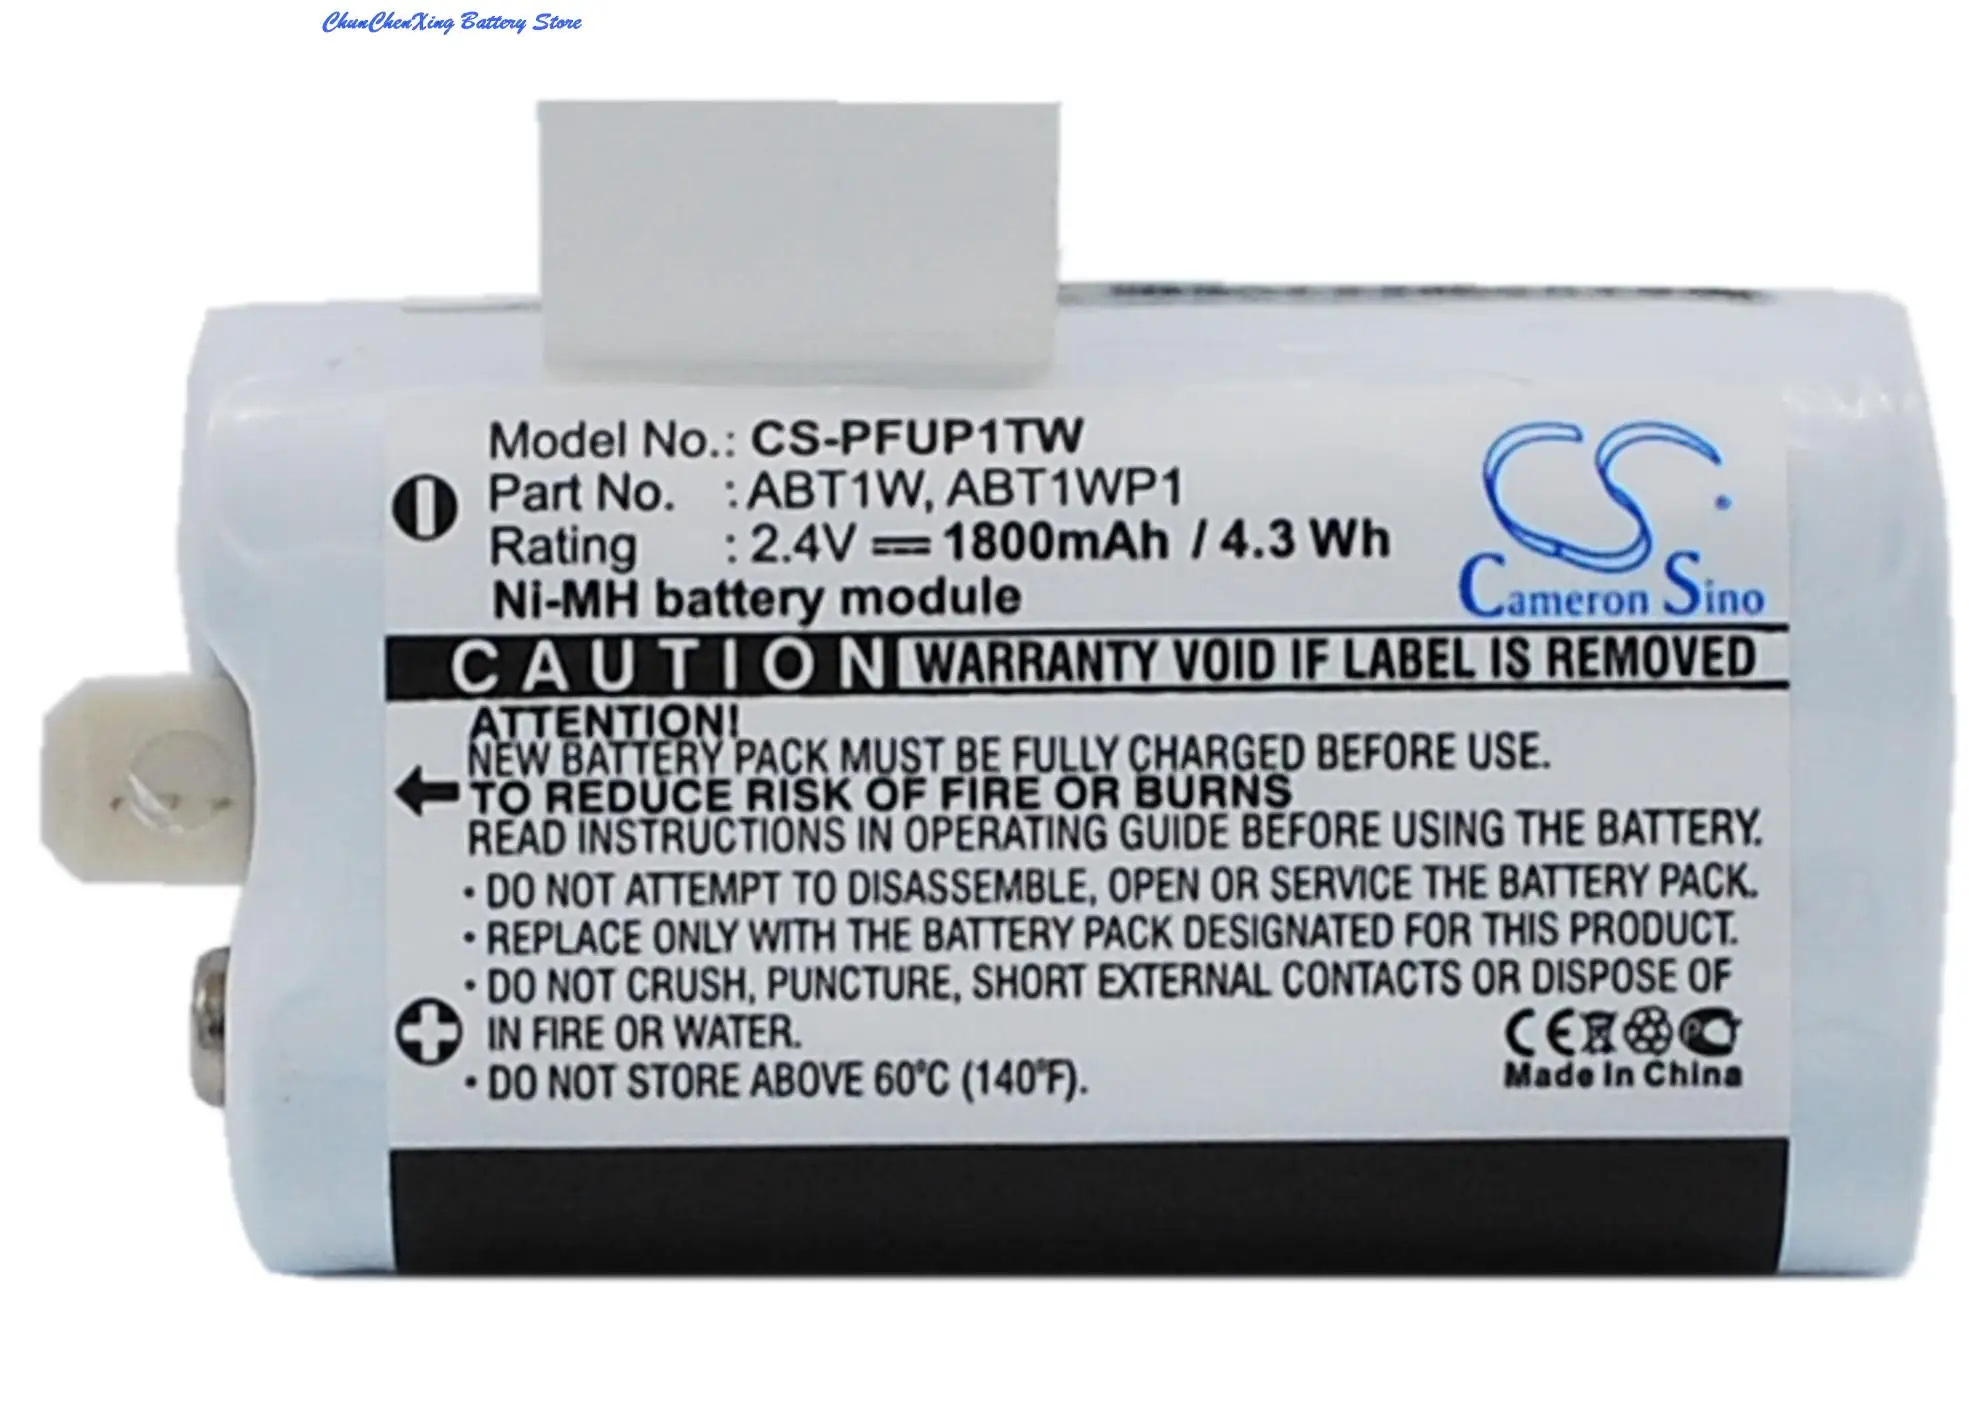 ChunChenXing Battery Store
Model No.: CS-PFUP1TW
Part No. : ABT1W, ABT1WP1
Rating : 2.4V 1800mAh / 4.3 Wh
Ni-MH battery module
CS
Cameron Sino
CAUTION WARRANTY VOID IF LABEL IS REMOVED
ATTENTION!
NEW BATTERY PACK MUST BE FULLY CHARGED BEFORE USE.
TO REDUCE RISK OF FIRE OR BURNS
READ INSTRUCTIONS IN OPERATING GUIDE BEFORE USING THE BATTERY.
• DO NOT ATTEMPT TO DISASSEMBLE, OPEN OR SERVICE THE BATTERY PACK.
• REPLACE ONLY WITH THE BATTERY PACK DESIGNATED FOR THIS PRODUCT.
• DO NOT CRUSH, PUNCTURE, SHORT EXTERNAL CONTACTS OR DISPOSE OF
IN FIRE OR WATER.
• DO NOT STORE ABOVE 60°C (140°F).
CE
Made In China